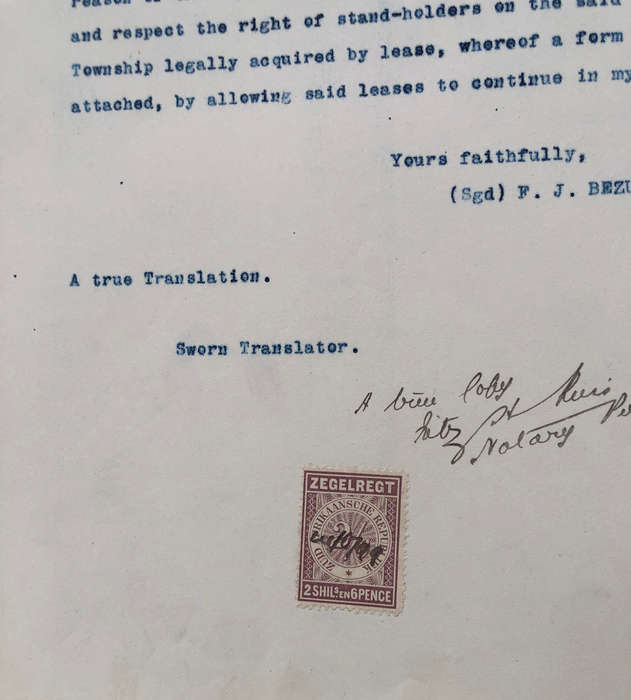 and respect the right of stand-holders on the said
Township legally acquired by lease, whereof a form
attached, by allowing said leases to continue in my
Yours faithfully,
(Sgd) F. J. BEZU
A true Translation.
Sworn Translator.
A true Copy
Notary
ZEGELREGT
ZUID AFRIKAANSCHE REPUBLIEK
2 SHILS EN 6 PENCE